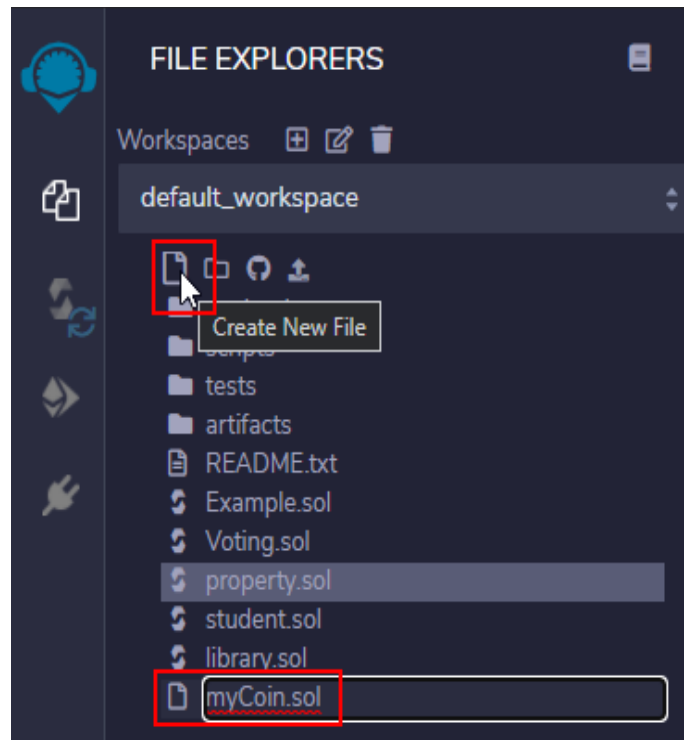 FILE EXPLORERS
Workspaces
default_workspace
Create New File
scripts
tests
artifacts
README.txt
Example.sol
Voting.sol
property.sol
student.sol
library.sol
myCoin.sol